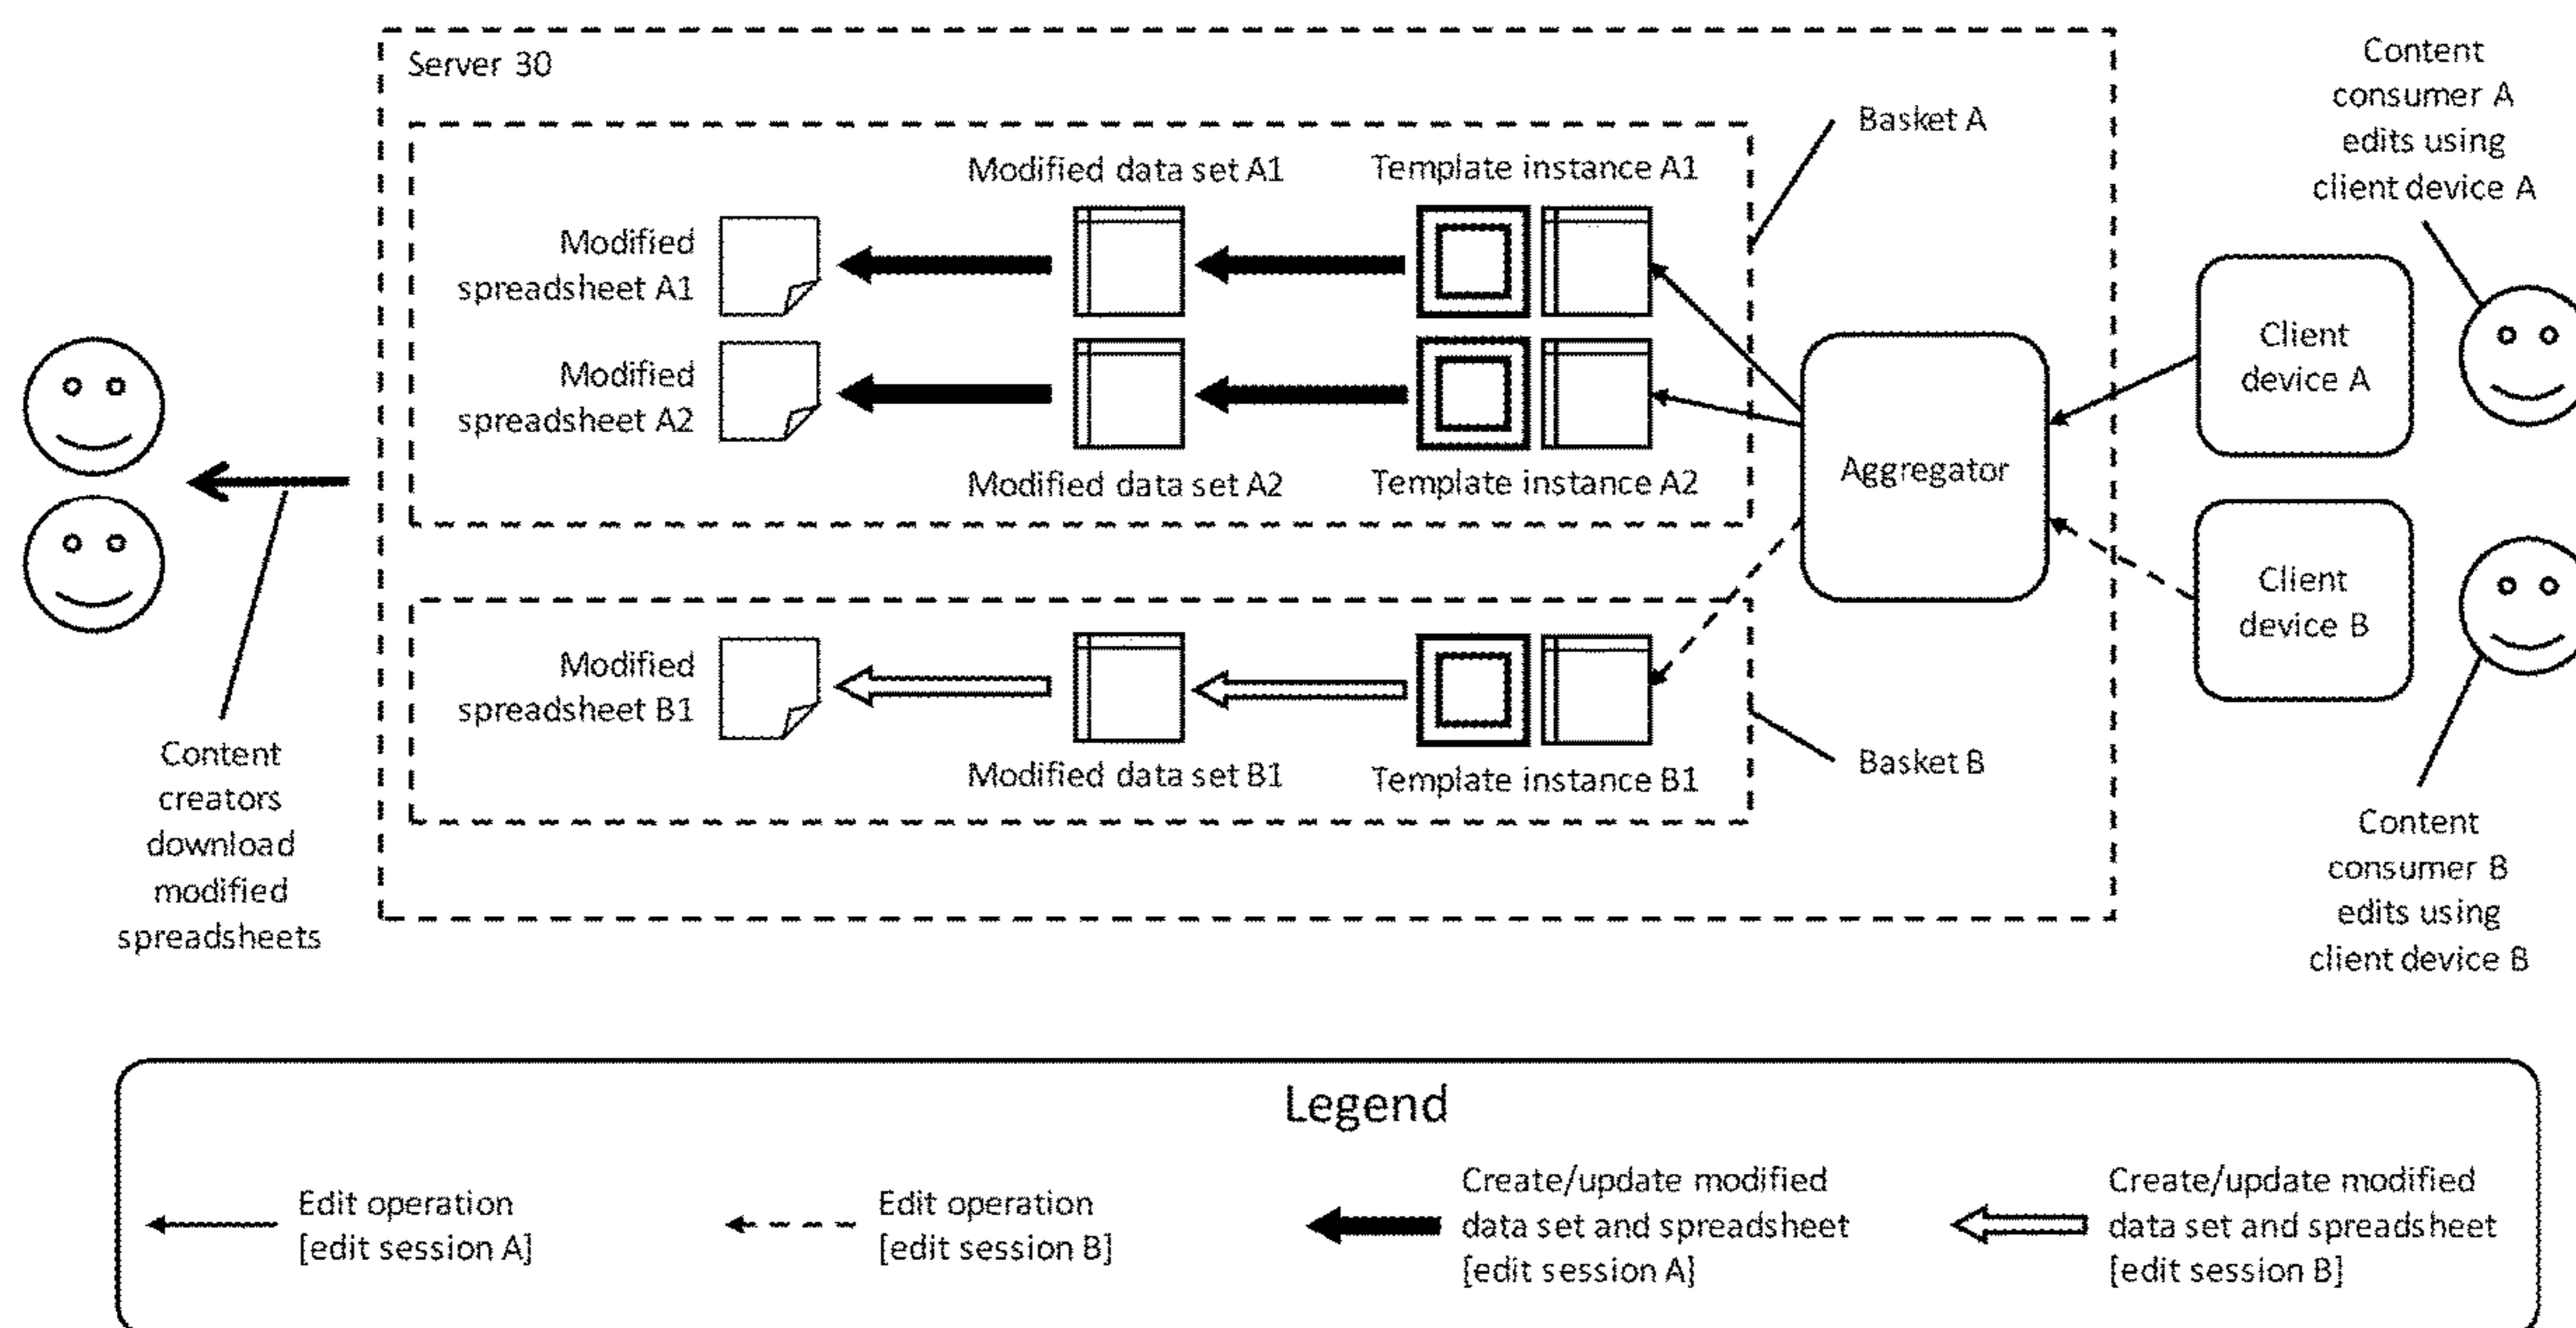 Server 30
Content
consumer A
edits using
client device A
Basket A
Modified data set A1
Template instance A1
Modified
spreadsheet A1
Modified
spreadsheet A2
Modified data set A2
Template instance A2
Aggregator
Client
device A
Client
device B
Modified
spreadsheet B1
Modified data set B1
Template instance B1
Basket B
Content
creators
download
modified
spreadsheets
Content
consumer B
edits using
client device B
Legend
Edit operation
[edit session A]
Edit operation
[edit session B]
Create/update modified
data set and spreadsheet
[edit session A]
Create/update modified
data set and spreadsheet
[edit session B]